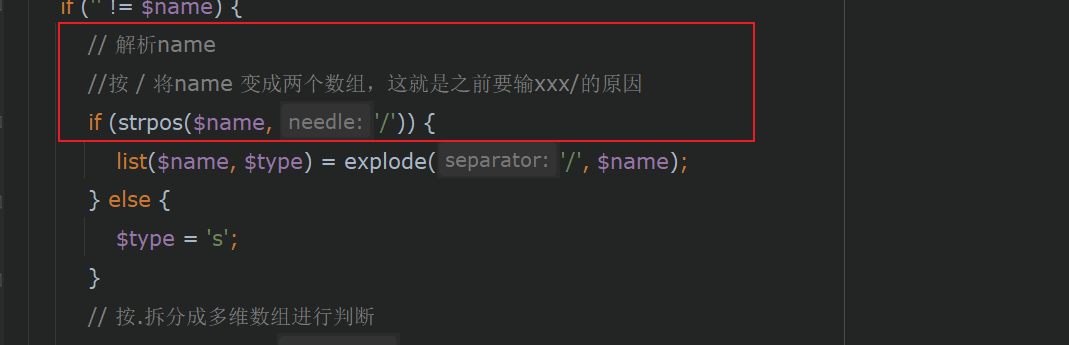 if ('' != $name) {
// 解析name
//按 / 将name 变成两个数组，这就是之前要输xxx/的原因
if (strpos($name, needle: '/')) {
list($name, $type) = explode( separator: '/', $name);
} else {
$type = 's';
}
// 按.拆分成多维数组进行判断